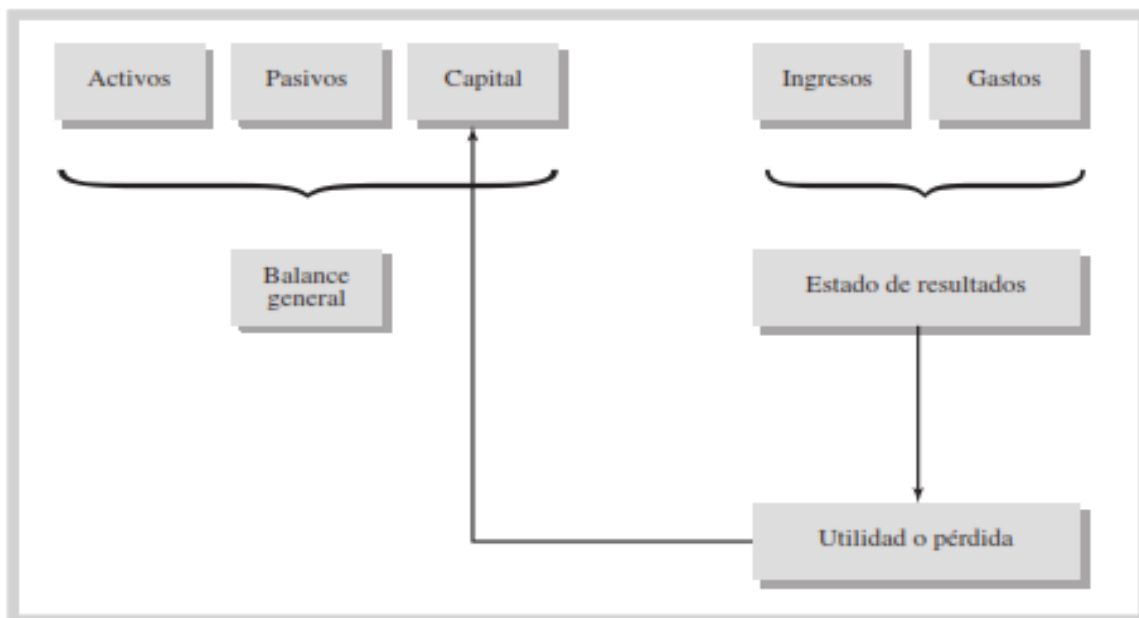 Activos
Pasivos
Capital
Ingresos
Gastos
Balance
general
Estado de resultados
Utilidad o pérdida